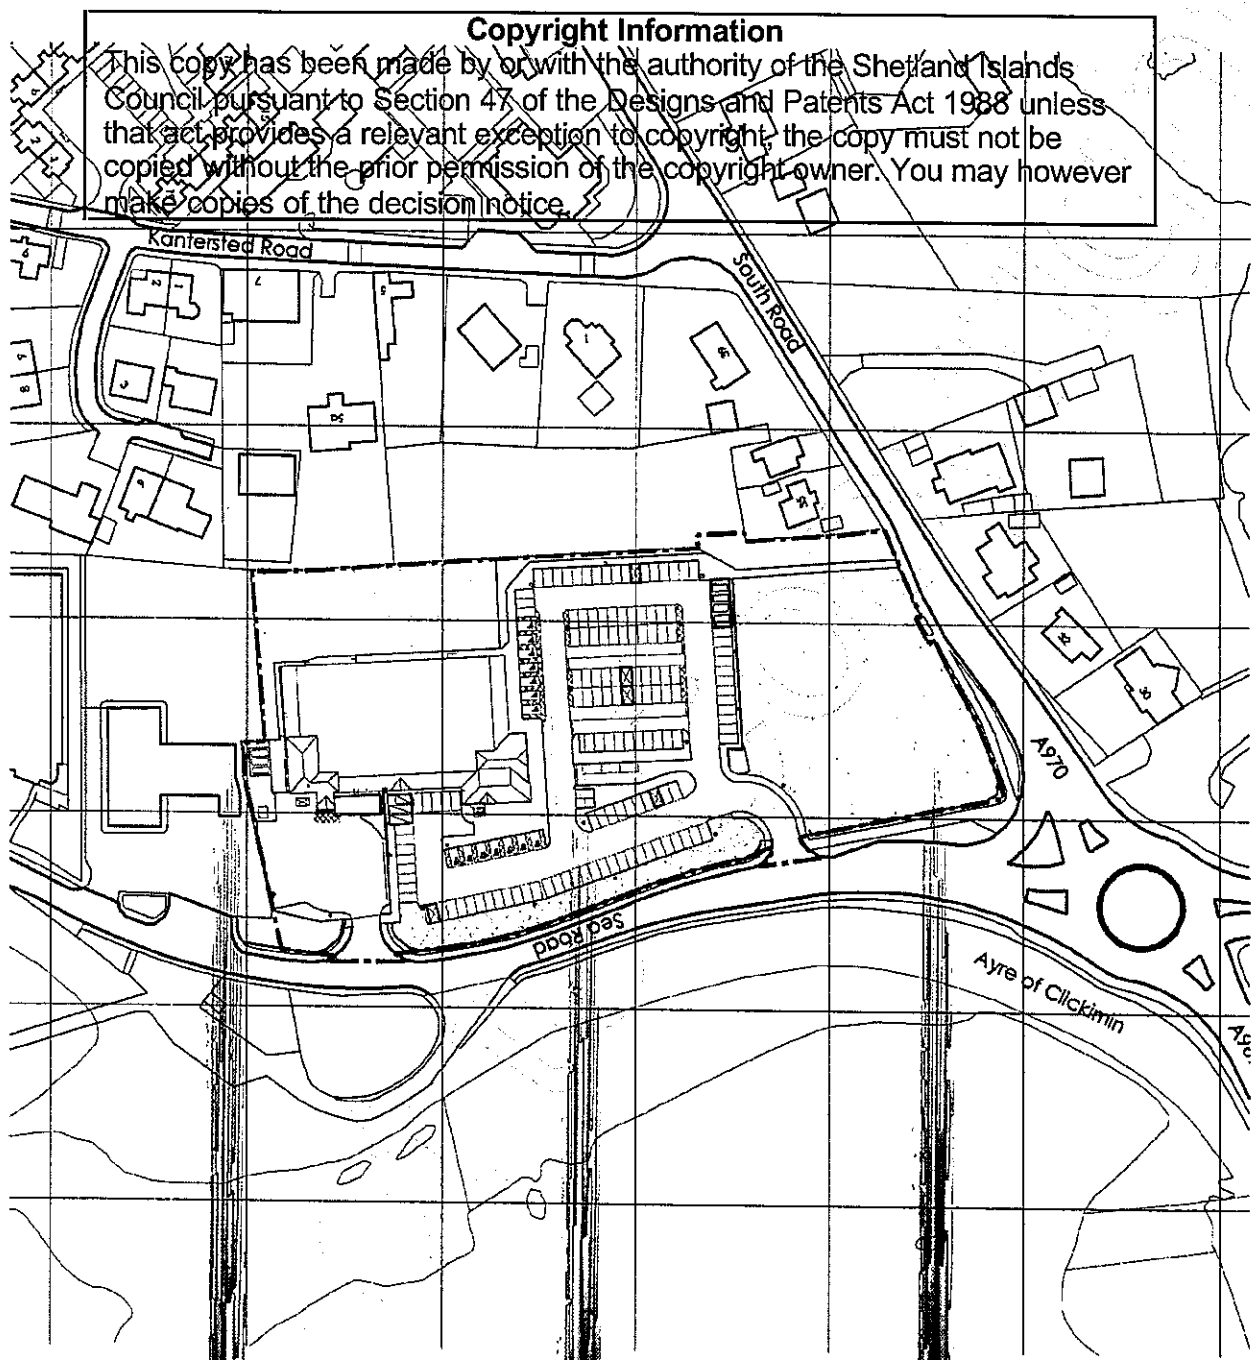 Copyright Information
This copy has been made by or with the authority of the Shetland Islands
Council pursuant to Section 47 of the Designs and Patents Act 1988 unless
that act provides a relevant exception to copyright, the copy must not be
copied without the prior permission of the copyright owner. You may however
make copies of the decision notice.
Kantersted Road
South Road
A970
Sea Road
Ayre of Clickimin